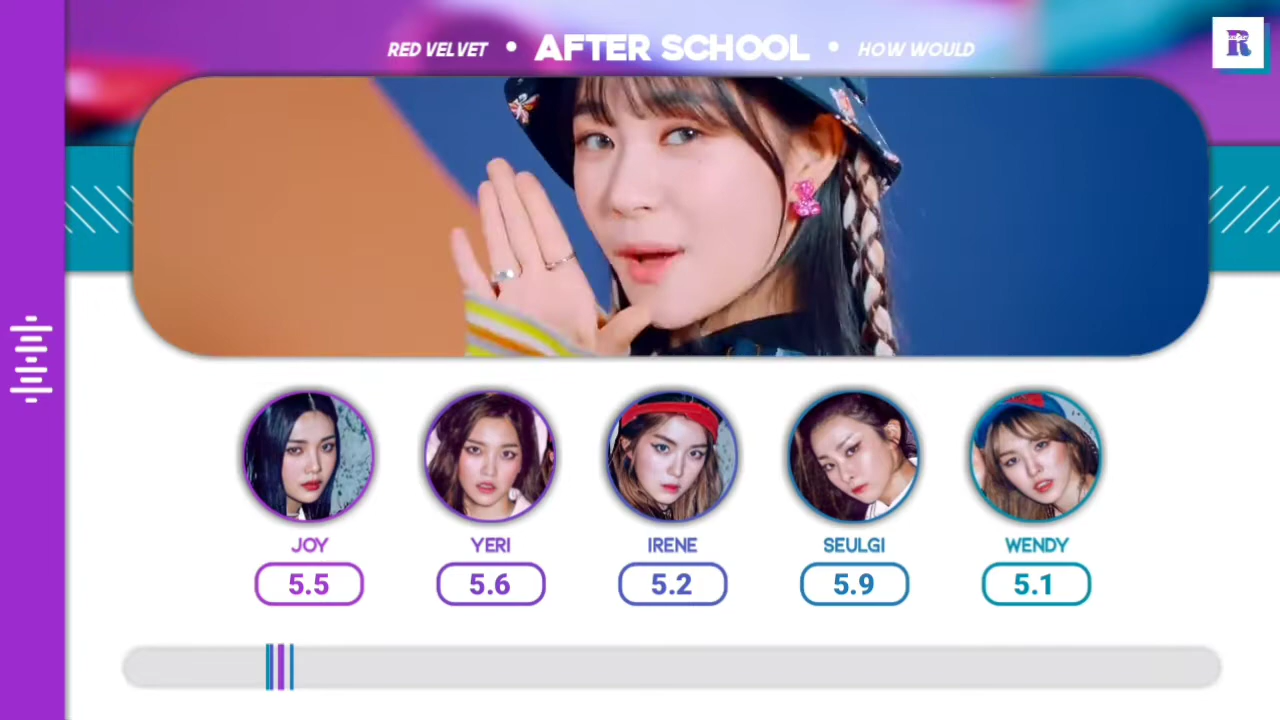 RED VELVET • AFTER SCHOOL • HOW WOULD
R
JOY YERI IRENE SEULGI WENDY
5.5 5.6 5.2 5.9 5.1